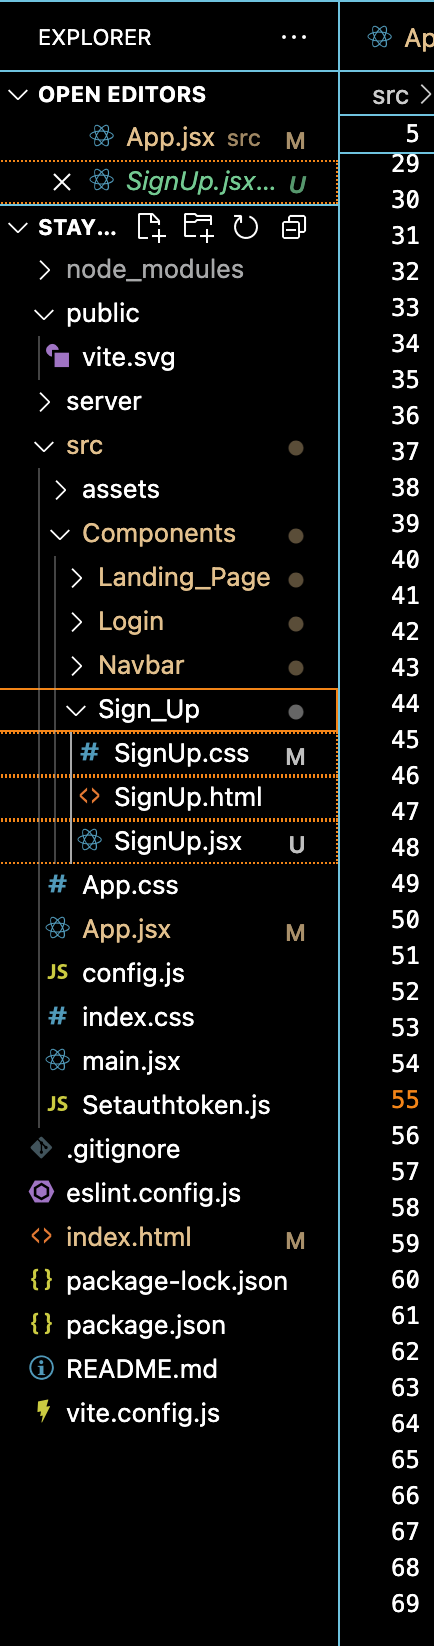 EXPLORER ···
App
OPEN EDITORS
src >
App.jsx src M
5
SignUp.jsx... U
29
STAY...
30
31
node_modules
32
public
33
vite.svg
34
server
35
src
36
assets
37
Components
38
Landing_Page
39
Login
40
Navbar
41
Sign_Up
42
# SignUp.css M
43
<> SignUp.html
44
SignUp.jsx U
45
# App.css
46
App.jsx M
47
JS config.js
48
# index.css
49
main.jsx
50
JS Setauthtoken.js
51
.gitignore
52
eslint.config.js
53
<> index.html M
54
{} package-lock.json
55
{} package.json
56
README.md
57
vite.config.js
58
59
60
61
62
63
64
65
66
67
68
69